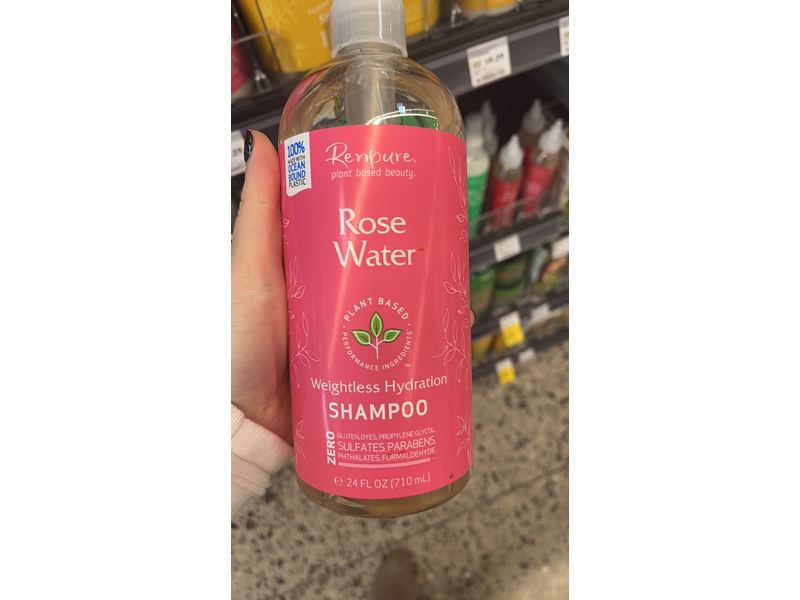 100%
MADE WITH
OCEAN
BOUND
PLASTIC
Renpure.
plant based beauty.
Rose
Water
PLANT BASED
PERFORMANCE INGREDIENTS
TM
Weightless Hydration
SHAMPOO
ZERO
GLUTEN, DYES, PROPYLENE GLYCOL,
SULFATES, PARABENS,
PHTHALATES, FORMALDEHYDE
℮ 24 FL OZ (710 mL)